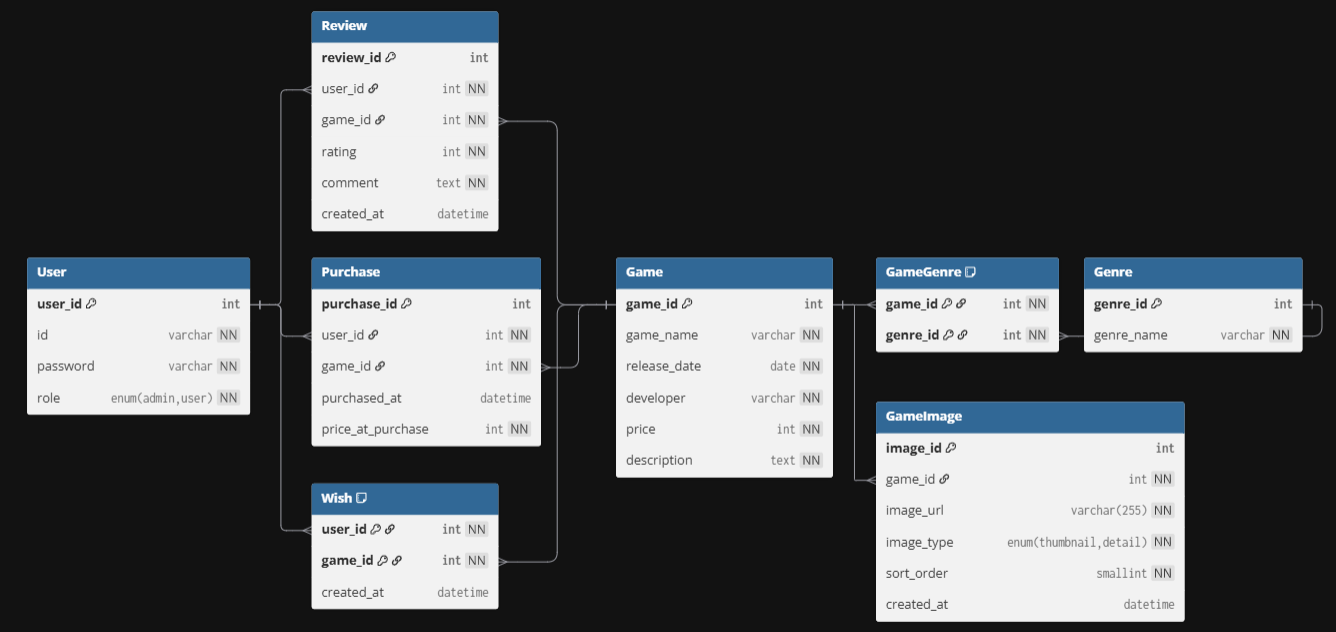 Review
review_id int
user_id int NN
game_id int NN
rating int NN
comment text NN
created_at datetime
User
user_id int
id varchar NN
password varchar NN
role enum(admin,user) NN
Purchase
purchase_id int
user_id int NN
game_id int NN
purchased_at datetime
price_at_purchase int NN
Wish
user_id int NN
game_id int NN
created_at datetime
Game
game_id int
game_name varchar NN
release_date date NN
developer varchar NN
price int NN
description text NN
GameGenre
game_id int NN
genre_id int NN
Genre
genre_id int
genre_name varchar NN
GameImage
image_id int
game_id int NN
image_url varchar(255) NN
image_type enum(thumbnail,detail) NN
sort_order smallint NN
created_at datetime